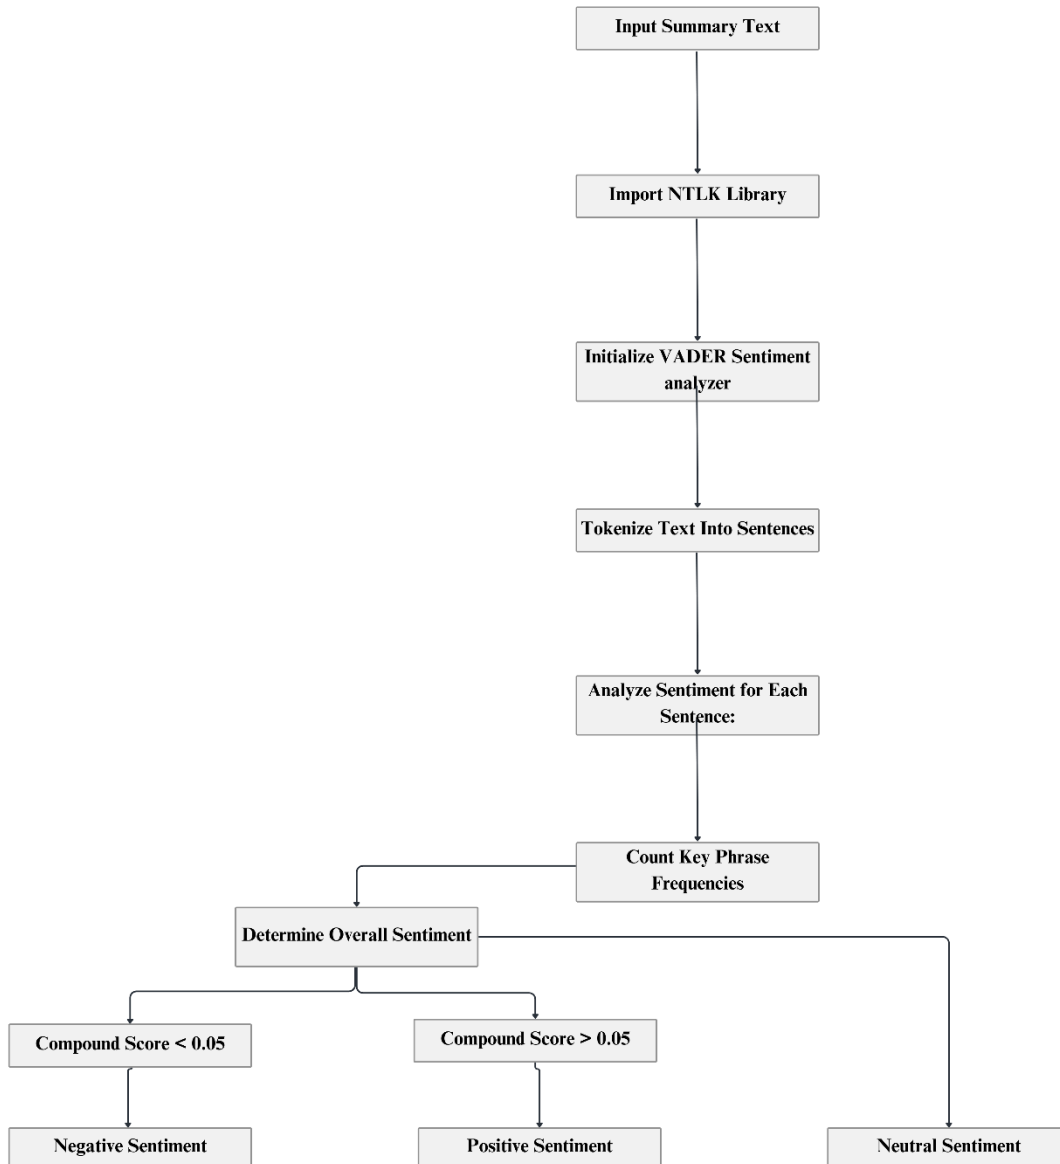 Input Summary Text
Import NTLK Library
Initialize VADER Sentiment
analyzer
Tokenize Text Into Sentences
Analyze Sentiment for Each
Sentence:
Count Key Phrase
Frequencies
Determine Overall Sentiment
Compound Score < 0.05
Compound Score > 0.05
Negative Sentiment
Positive Sentiment
Neutral Sentiment